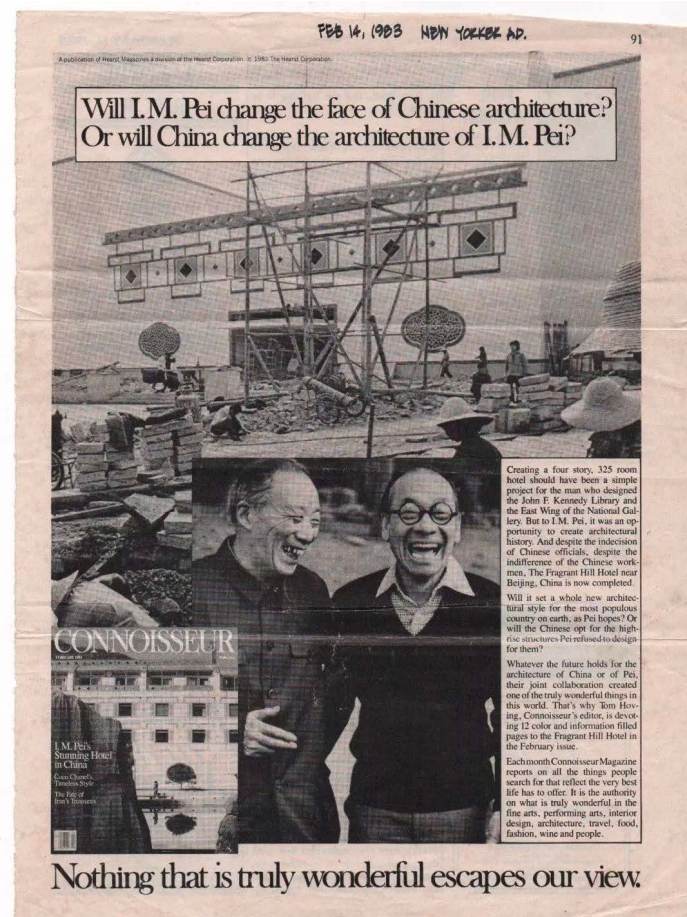 FEB 14, 1983 NEW YORKER AD.
91
A publication of Hearst Magazines a division of the Hearst Corporation. © 1983 The Hearst Corporation.
Will I.M. Pei change the face of Chinese architecture?
Or will China change the architecture of I.M. Pei?
Creating a four story, 325 room
hotel should have been a simple
project for the man who designed
the John F. Kennedy Library and
the East Wing of the National Gal-
lery. But to I.M. Pei, it was an op-
portunity to create architectural
history. And despite the indecision
of Chinese officials, despite the
indifference of the Chinese work-
men, The Fragrant Hill Hotel near
Beijing, China is now completed.
Will it set a whole new architec-
tural style for the most populous
country on earth, as Pei hopes? Or
will the Chinese opt for the high-
rise structures Pei refused to design
for them?
Whatever the future holds for the
architecture of China or of Pei,
their joint collaboration created
one of the truly wonderful things in
this world. That's why Tom Hov-
ing, Connoisseur's editor, is devot-
ing 12 color and information filled
pages to the Fragrant Hill Hotel in
the February issue.
Each month Connoisseur Magazine
reports on all the things people
search for that reflect the very best
life has to offer. It is the authority
on what is truly wonderful in the
fine arts, performing arts, interior
design, architecture, travel, food,
fashion, wine and people.
CONNOISSEUR
I.M. Pei's
Stunning Hotel
in China
Coco Chanel's
Timeless Style
The Fate of
Iran's Treasures
Nothing that is truly wonderful escapes our view.